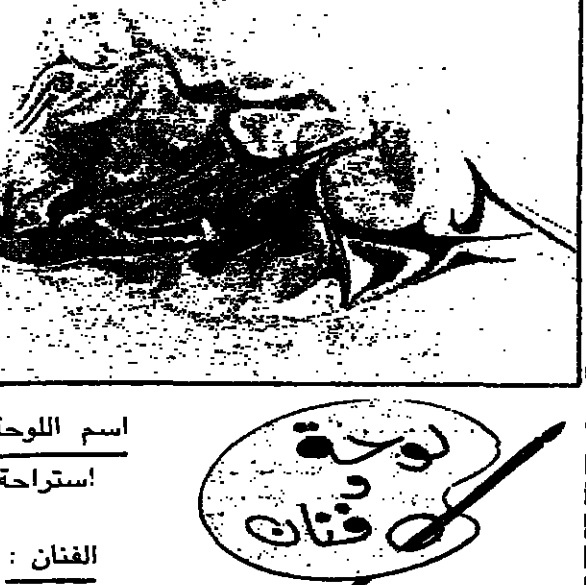 لوحة
و
فنان
اسم اللوحة
استراحة
الفنان :